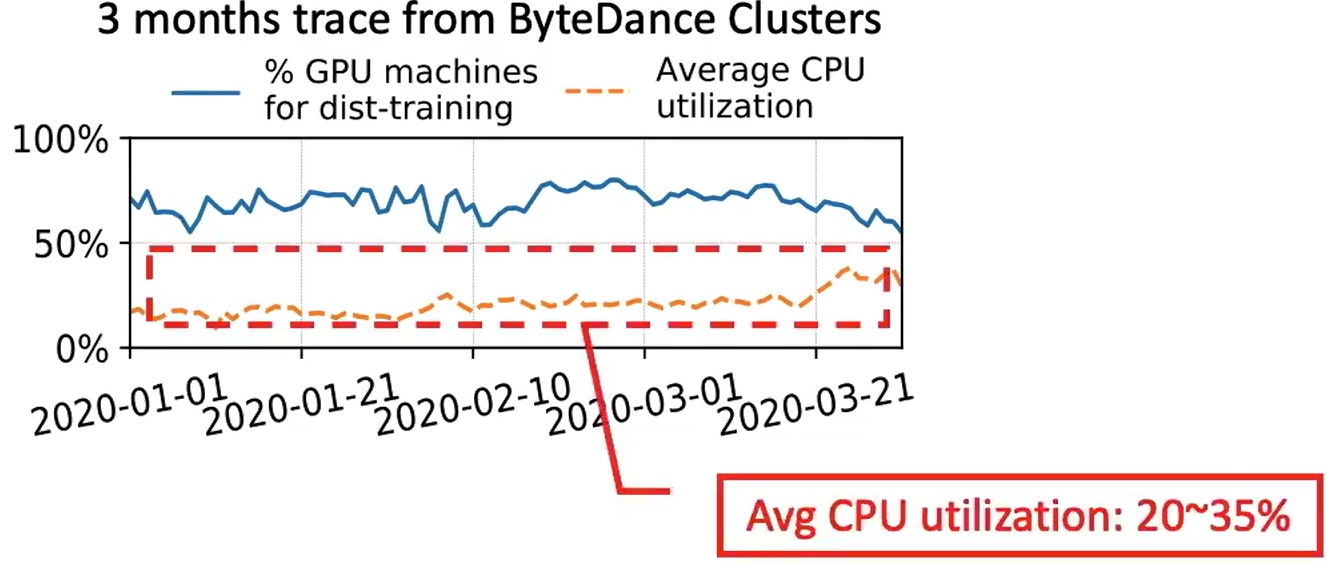 3 months trace from ByteDance Clusters
% GPU machines
for dist-training
Average CPU
utilization
100%
50%
0%
2020-01-01
2020-01-21
2020-02-10
2020-03-01
2020-03-21
Avg CPU utilization: 20~35%